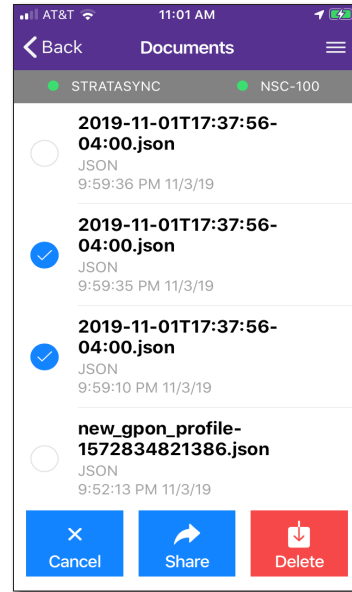 AT&T 11:01 AM
Back Documents
STRATASYNC NSC-100
2019-11-01T17:37:56-
04:00.json
JSON
9:59:36 PM 11/3/19
2019-11-01T17:37:56-
04:00.json
JSON
9:59:35 PM 11/3/19
2019-11-01T17:37:56-
04:00.json
JSON
9:59:10 PM 11/3/19
new_gpon_profile-
1572834821386.json
JSON
9:52:13 PM 11/3/19
Cancel Share Delete